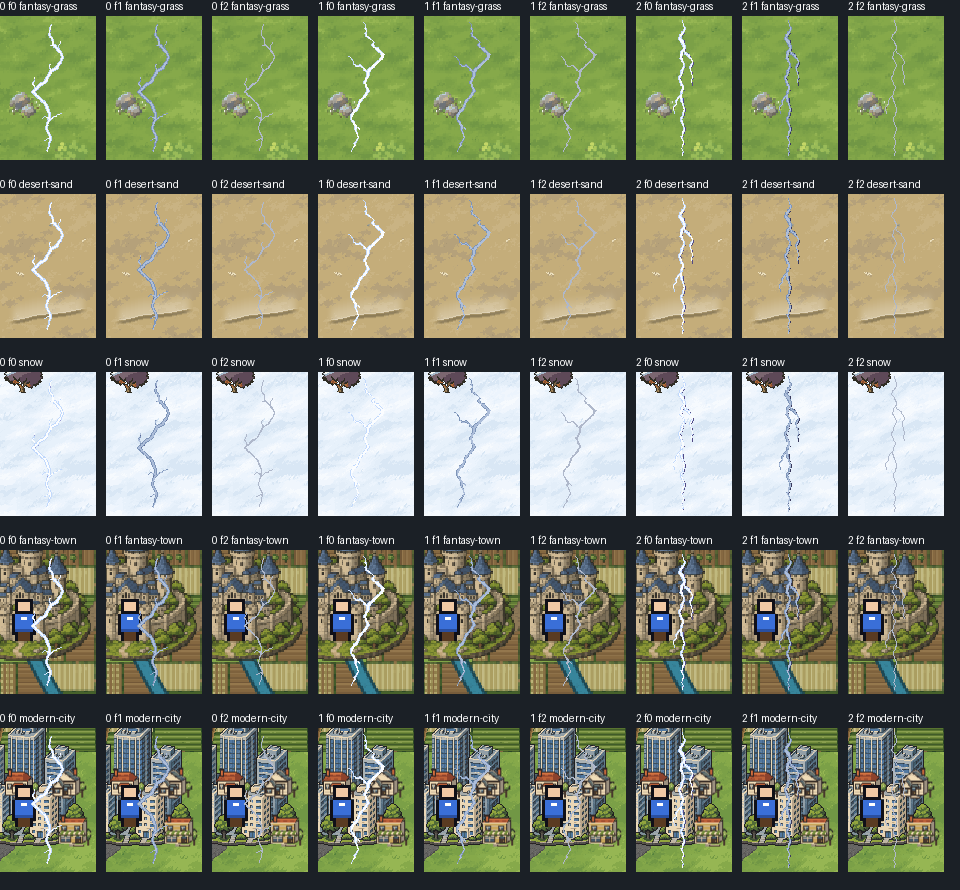 0 f0 fantasy-grass 0 f1 fantasy-grass 0 f2 fantasy-grass 1 f0 fantasy-grass 1 f1 fantasy-grass 1 f2 fantasy-grass 2 f0 fantasy-grass 2 f1 fantasy-grass 2 f2 fantasy-grass
0 f0 desert-sand 0 f1 desert-sand 0 f2 desert-sand 1 f0 desert-sand 1 f1 desert-sand 1 f2 desert-sand 2 f0 desert-sand 2 f1 desert-sand 2 f2 desert-sand
0 f0 snow 0 f1 snow 0 f2 snow 1 f0 snow 1 f1 snow 1 f2 snow 2 f0 snow 2 f1 snow 2 f2 snow
0 f0 fantasy-town 0 f1 fantasy-town 0 f2 fantasy-town 1 f0 fantasy-town 1 f1 fantasy-town 1 f2 fantasy-town 2 f0 fantasy-town 2 f1 fantasy-town 2 f2 fantasy-town
0 f0 modern-city 0 f1 modern-city 0 f2 modern-city 1 f0 modern-city 1 f1 modern-city 1 f2 modern-city 2 f0 modern-city 2 f1 modern-city 2 f2 modern-city